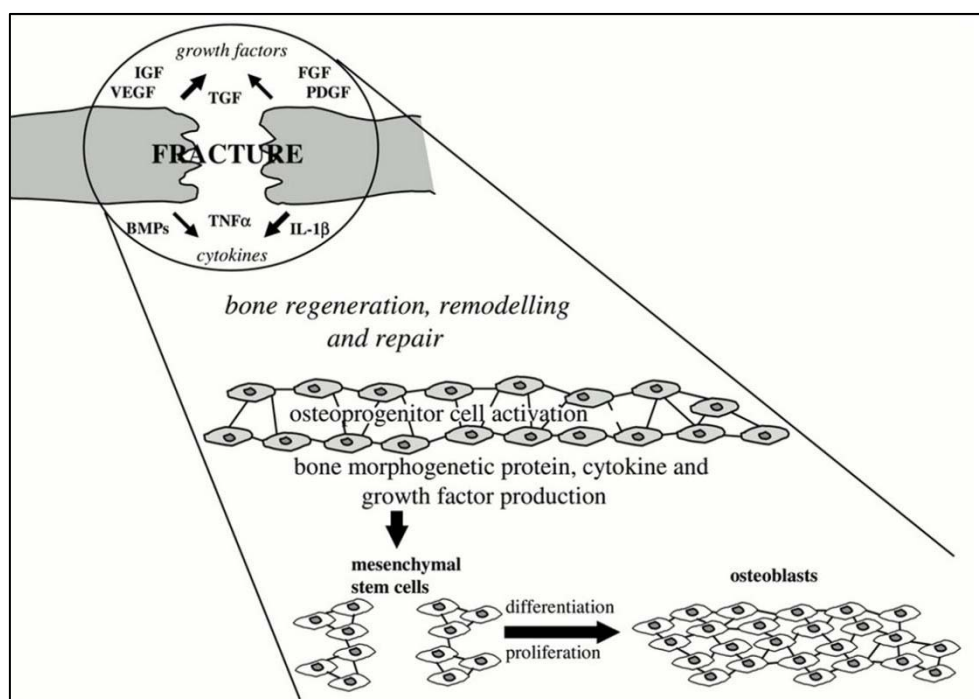 growth factors
IGF
FGF
VEGF
TGF
PDGF
FRACTURE
BMPs
TNFα
IL-1β
cytokines
bone regeneration, remodelling
and repair
osteoprogenitor cell activation
bone morphogenetic protein, cytokine and
growth factor production
mesenchymal
stem cells
osteoblasts
differentiation
proliferation